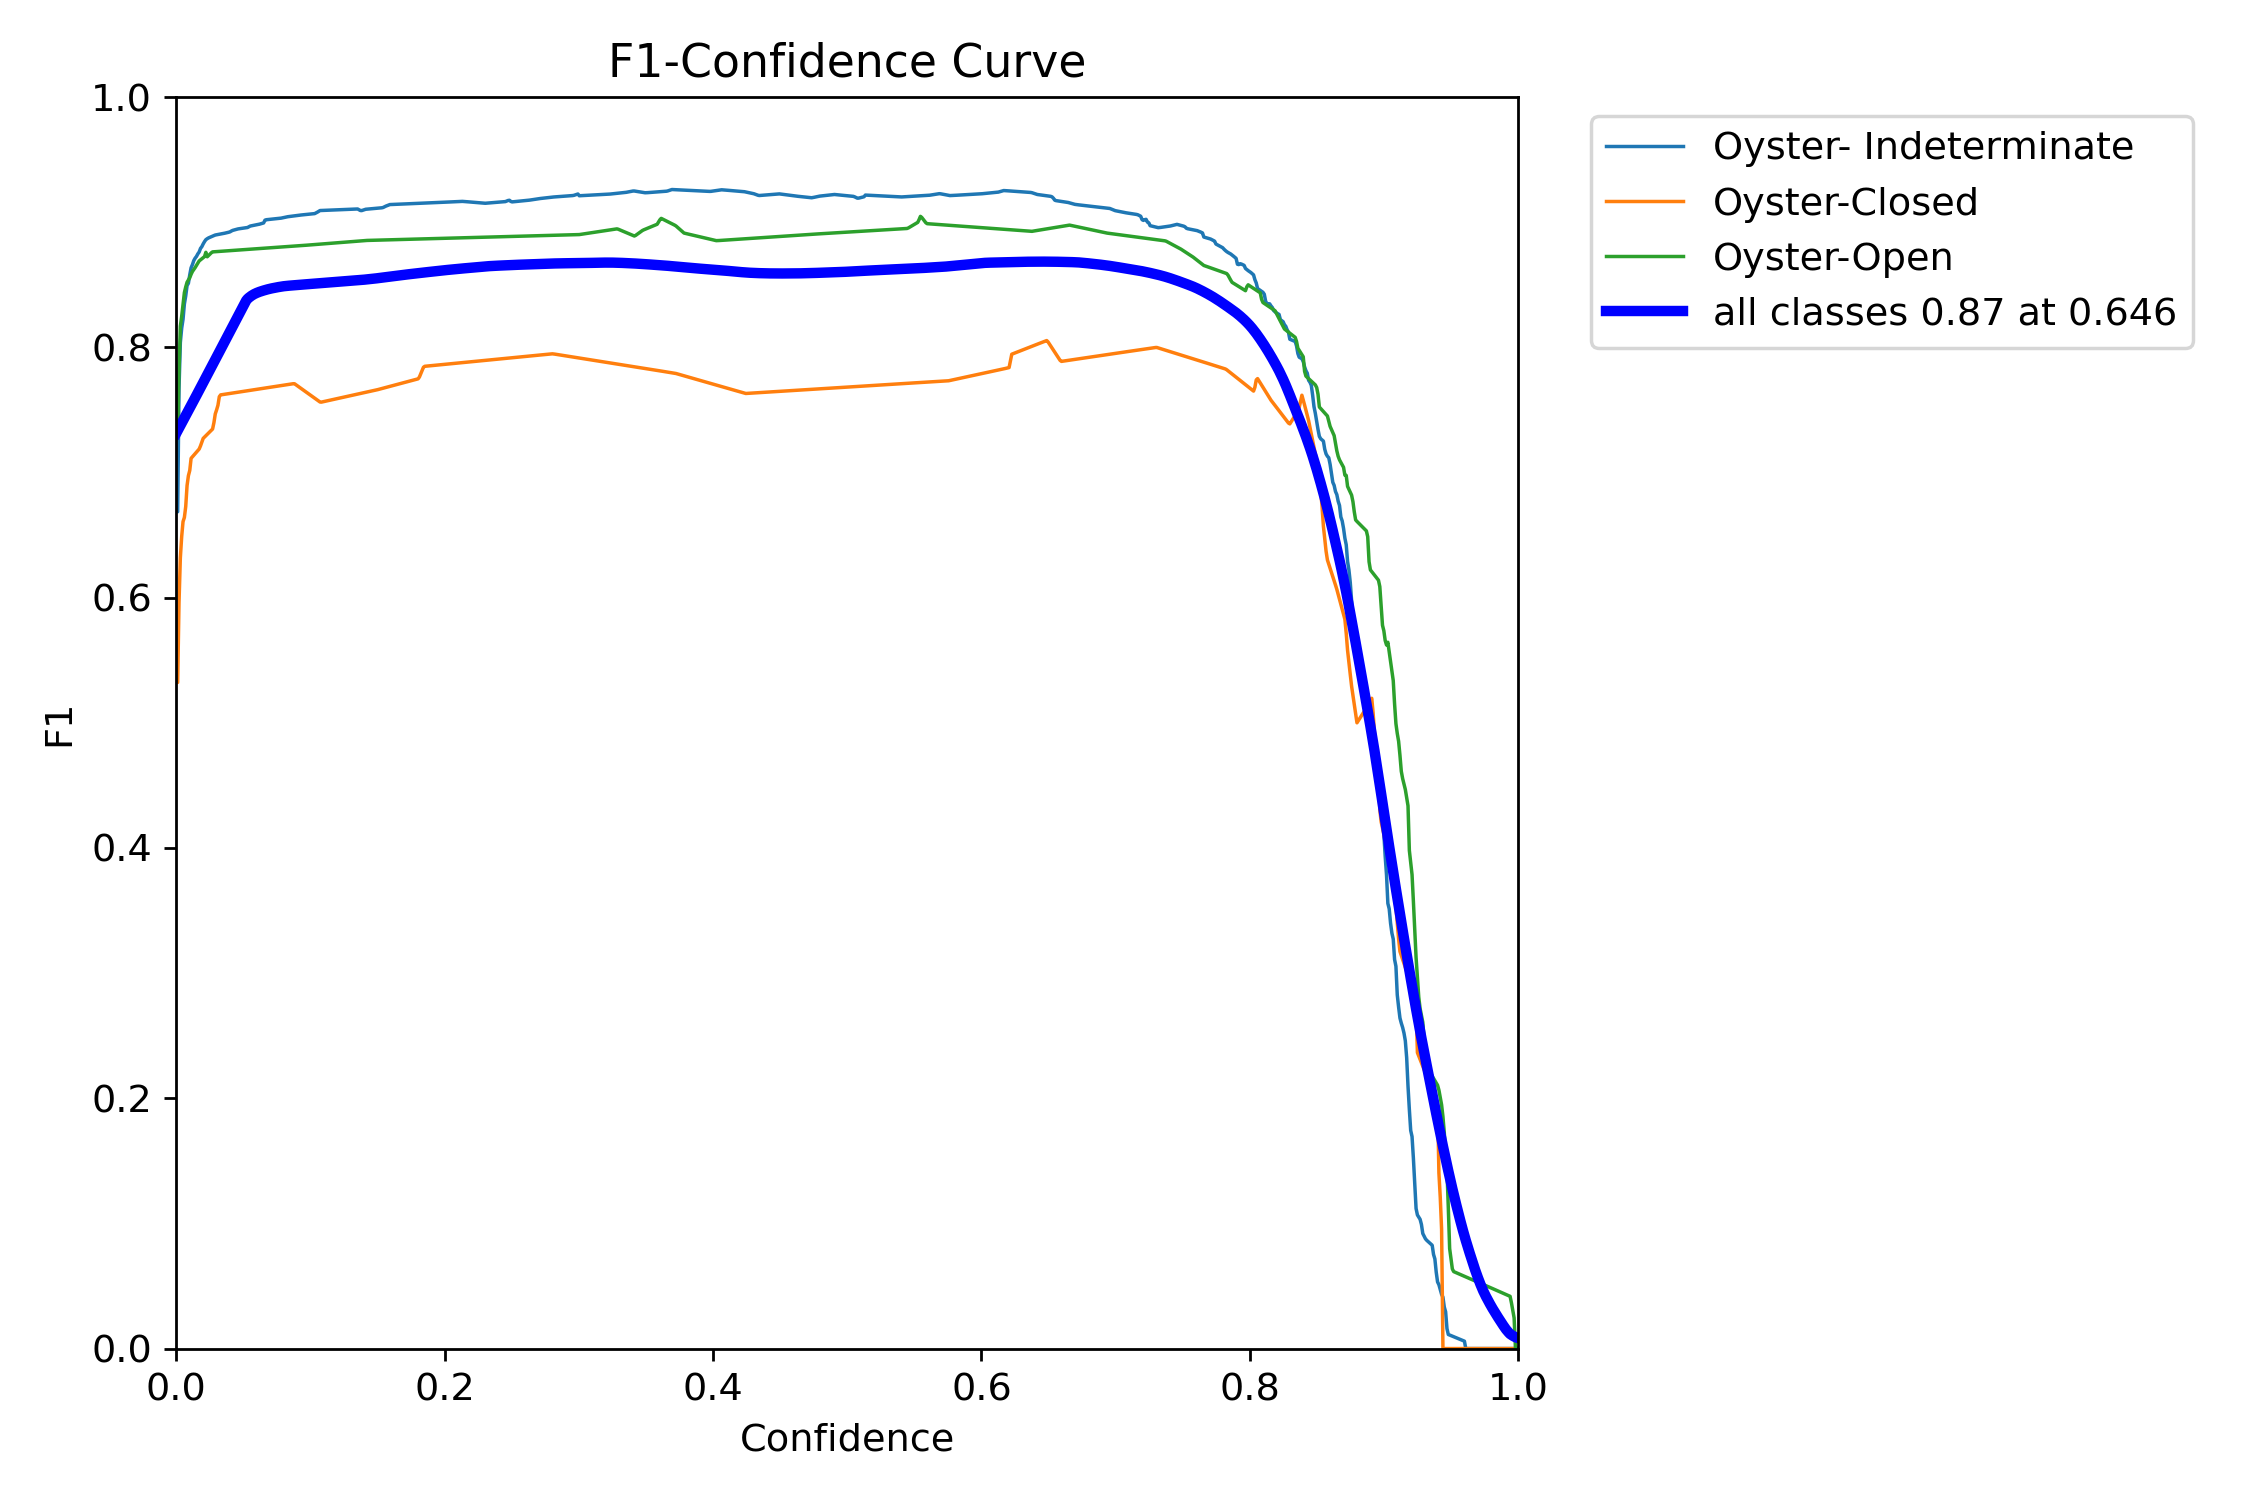 F1-Confidence Curve
1.0
0.8
0.6
0.4
0.2
0.0
F1
0.0 0.2 0.4 0.6 0.8 1.0
Confidence
Oyster- Indeterminate
Oyster-Closed
Oyster-Open
all classes 0.87 at 0.646